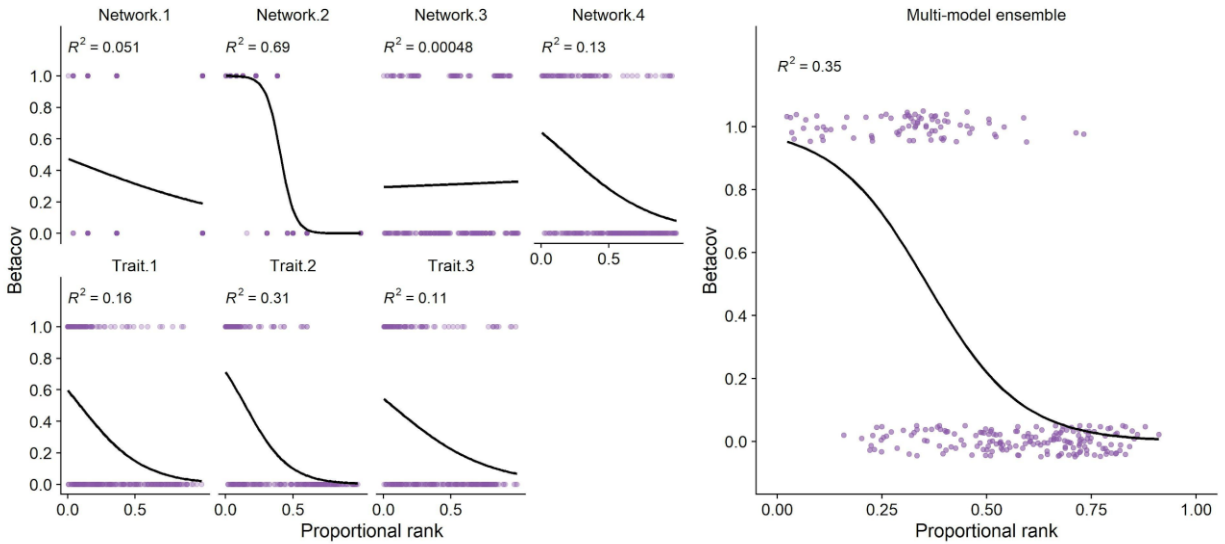 Network.1 Network.2 Network.3 Network.4
R² = 0.051 R² = 0.69 R² = 0.00048 R² = 0.13
1.0
0.8
0.6
0.4
0.2
0.0
0.0 0.5
Betacov
Trait.1 Trait.2 Trait.3
R² = 0.16 R² = 0.31 R² = 0.11
1.0
0.8
0.6
0.4
0.2
0.0
0.0 0.5 0.0 0.5 0.0 0.5
Proportional rank
Multi-model ensemble
R² = 0.35
1.0
0.8
0.6
0.4
0.2
0.0
Betacov
0.00 0.25 0.50 0.75 1.00
Proportional rank